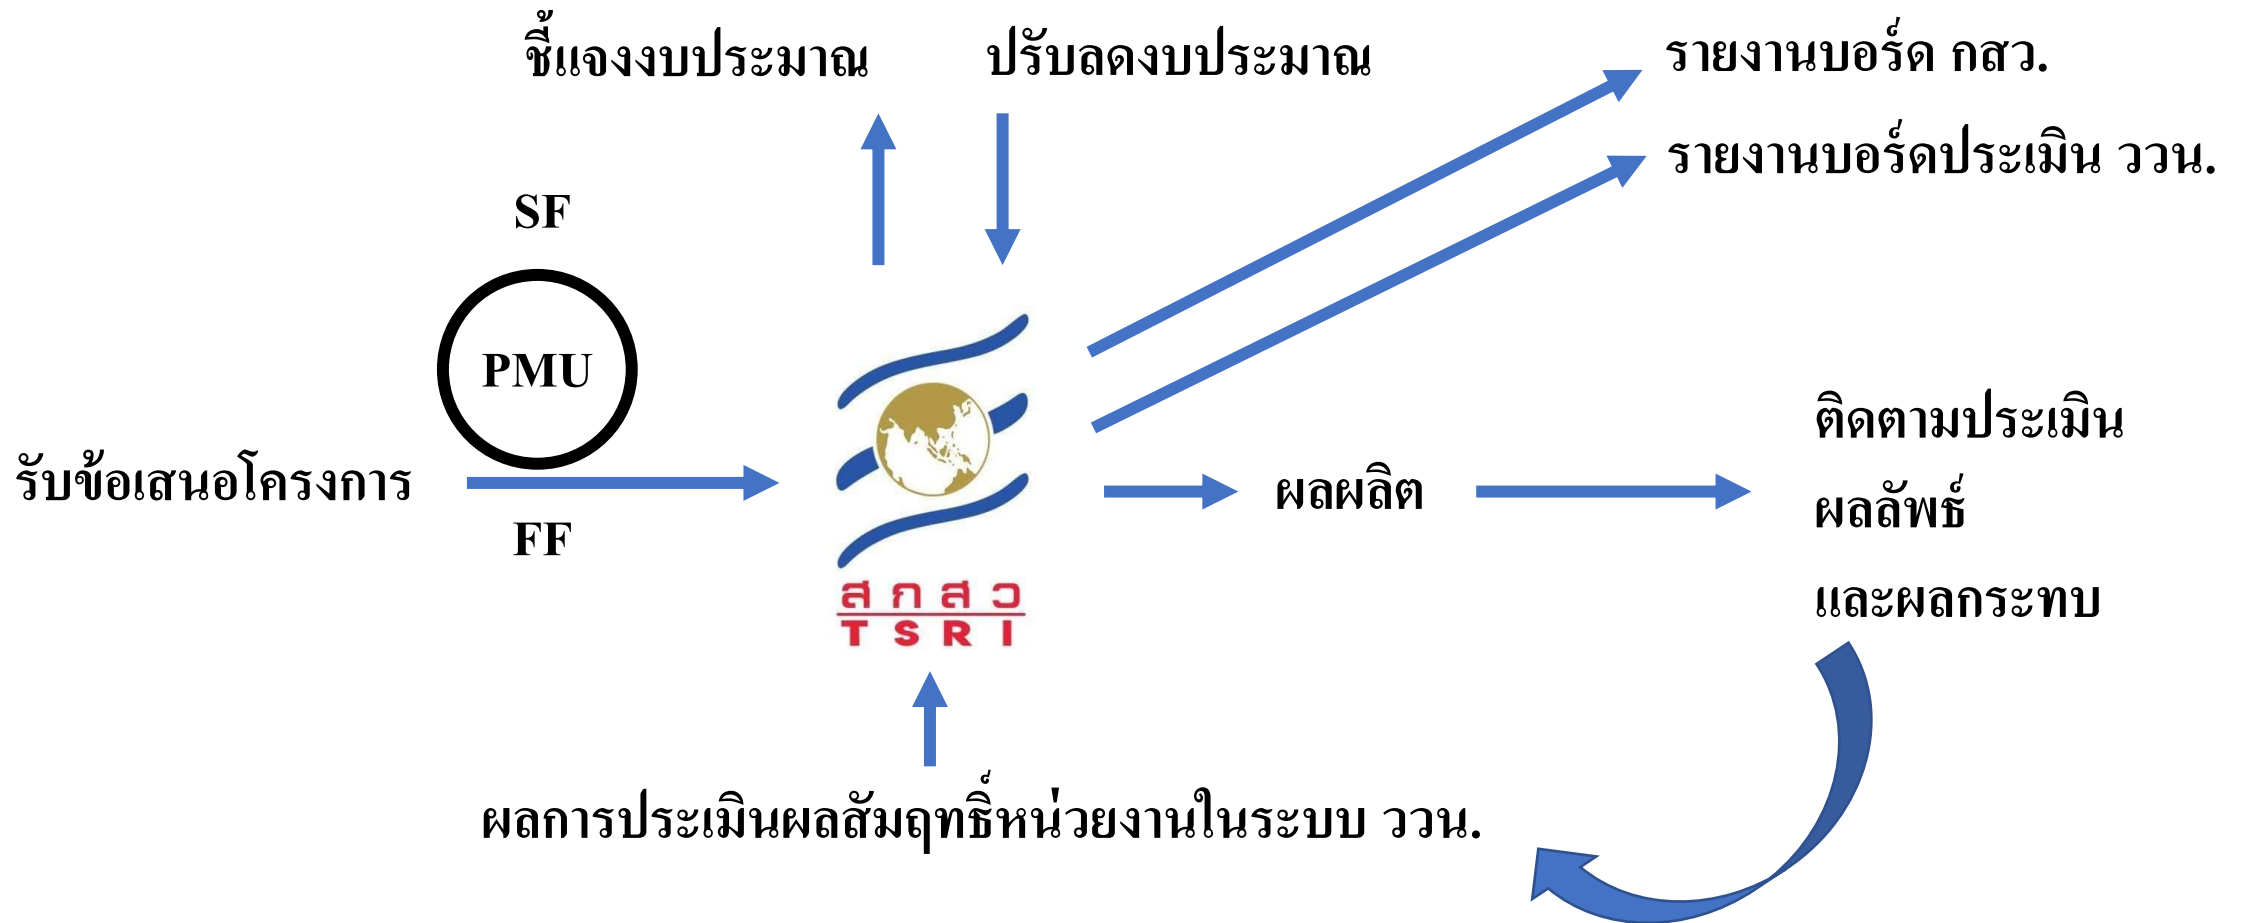 ชี้แจงงบประมาณ
ปรับลดงบประมาณ
รายงานบอร์ด กสว.
รายงานบอร์ดประเมิน ววน.
SF
PMU
รับข้อเสนอโครงการ
FF
สกสว
TSRI
ผลผลิต
ติดตามประเมิน
ผลลัพธ์
และผลกระทบ
ผลการประเมินผลสัมฤทธิ์หน่วยงานในระบบ ววน.